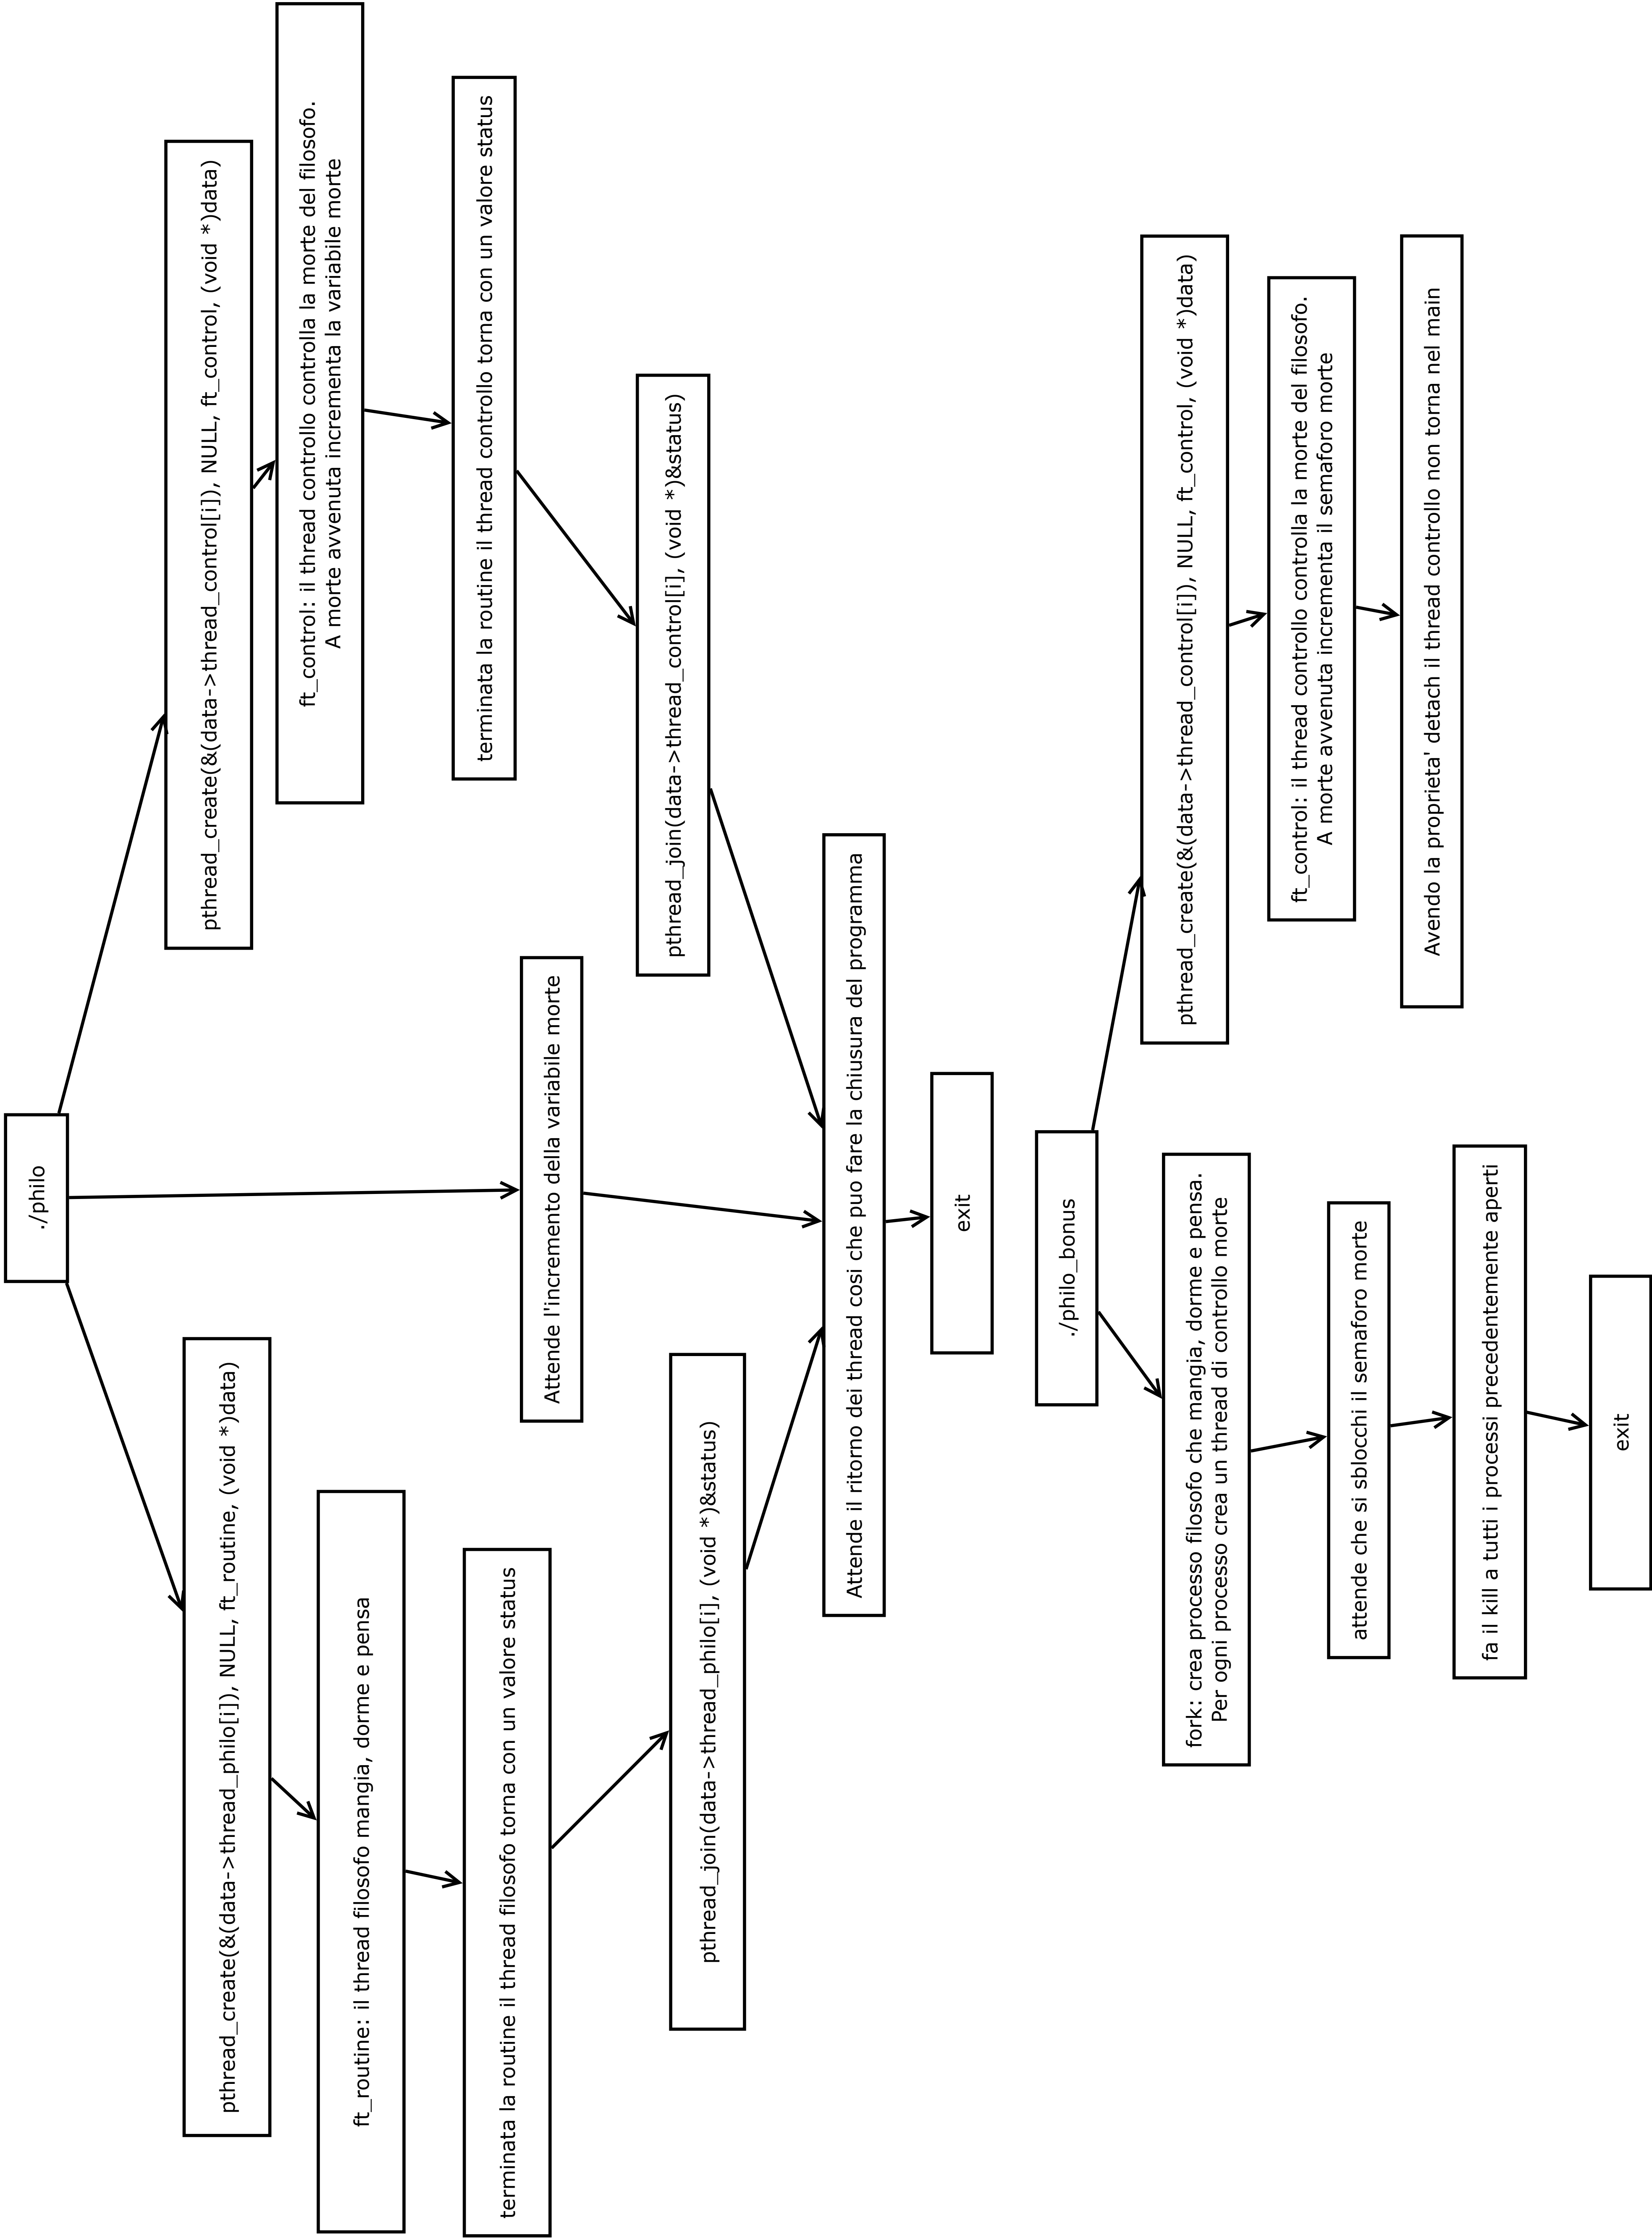 ./philo
pthread_create(&(data->thread_philo[i]), NULL, ft_routine, (void *)data)
ft_routine: il thread filosofo mangia, dorme e pensa
terminata la routine il thread filosofo torna con un valore status
pthread_join(data->thread_philo[i], (void *)&status)
Attende l'incremento della variabile morte
pthread_create(&(data->thread_control[i]), NULL, ft_control, (void *)data)
ft_control: il thread controllo controlla la morte del filosofo.
A morte avvenuta incrementa la variabile morte
terminata la routine il thread controllo torna con un valore status
pthread_join(data->thread_control[i], (void *)&status)
Attende il ritorno dei thread cosi che puo fare la chiusura del programma
exit
./philo_bonus
fork: crea processo filosofo che mangia, dorme e pensa.
Per ogni processo crea un thread di controllo morte
attende che si sblocchi il semaforo morte
fa il kill a tutti i processi precedentemente aperti
exit
pthread_create(&(data->thread_control[i]), NULL, ft_control, (void *)data)
ft_control: il thread controllo controlla la morte del filosofo.
A morte avvenuta incrementa il semaforo morte
Avendo la proprieta' detach il thread controllo non torna nel main